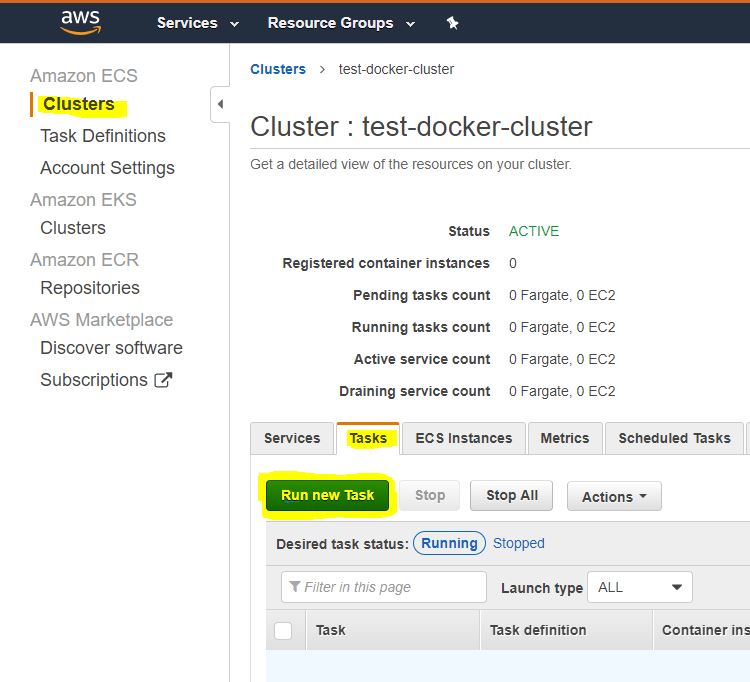 aws Services Resource Groups
Amazon ECS
Clusters
Task Definitions
Account Settings
Amazon EKS
Clusters
Amazon ECR
Repositories
AWS Marketplace
Discover software
Subscriptions
Clusters > test-docker-cluster
Cluster : test-docker-cluster
Get a detailed view of the resources on your cluster.
Status ACTIVE
Registered container instances 0
Pending tasks count 0 Fargate, 0 EC2
Running tasks count 0 Fargate, 0 EC2
Active service count 0 Fargate, 0 EC2
Draining service count 0 Fargate, 0 EC2
Services Tasks ECS Instances Metrics Scheduled Tasks
Run new Task Stop Stop All Actions
Desired task status: Running Stopped
Filter in this page Launch type ALL
Task Task definition Container ins